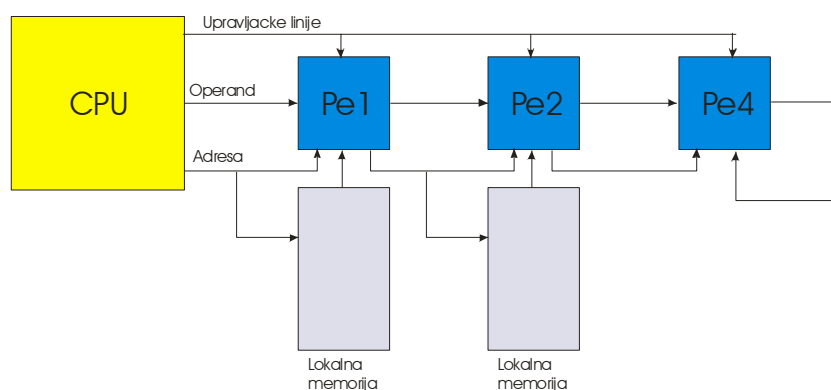 Upravljacke linije
CPU
Operand
Pe1
Pe2
Pe4
Adresa
Lokalna
memorija
Lokalna
memorija